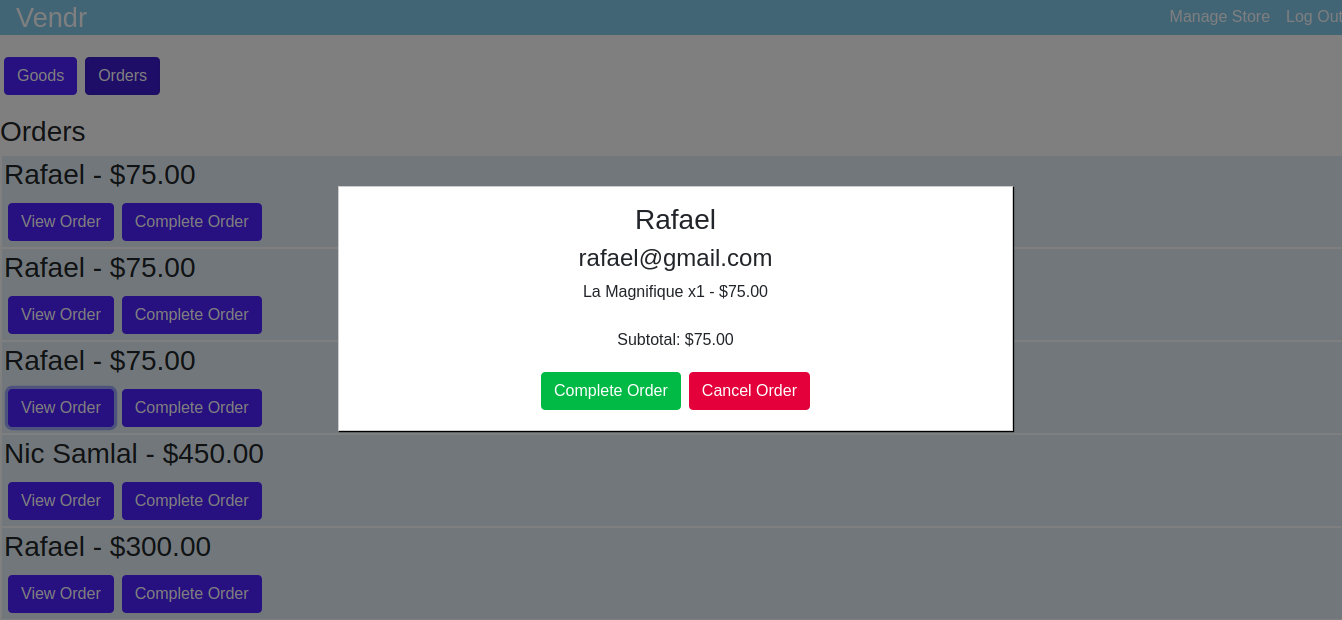 Vendr
Manage Store
Log Out
Goods
Orders
Orders
Rafael - $75.00
View Order
Complete Order
Rafael - $75.00
View Order
Complete Order
Rafael - $75.00
View Order
Complete Order
Nic Samlal - $450.00
View Order
Complete Order
Rafael - $300.00
View Order
Complete Order
Rafael
rafael@gmail.com
La Magnifique x1 - $75.00
Subtotal: $75.00
Complete Order
Cancel Order